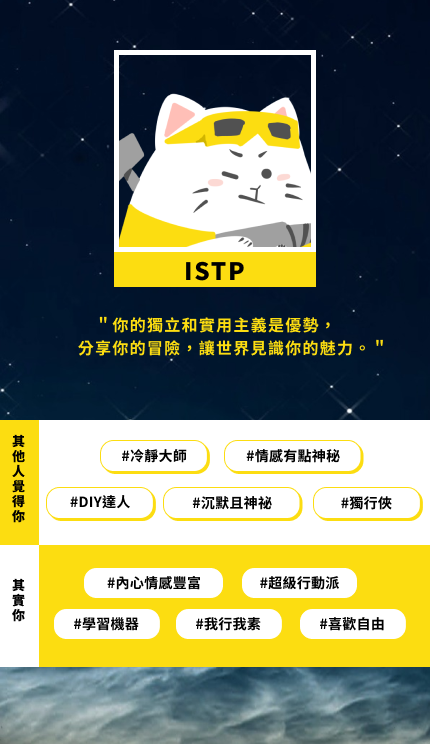 ISTP
"你的獨立和實用主義是優勢，
分享你的冒險，讓世界見識你的魅力。"
其他人覺得你
#冷靜大師 #情感有點神秘
#DIY達人 #沉默且神祕 #獨行俠
其實你
#內心情感豐富 #超級行動派
#學習機器 #我行我素 #喜歡自由